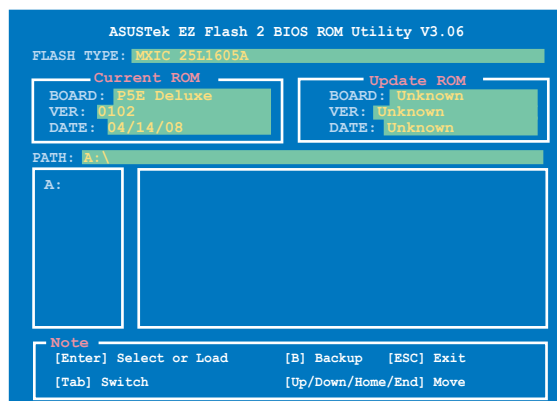 ASUSTek EZ Flash 2 BIOS ROM Utility V3.06
FLASH TYPE: MXIC 25L1605A
Current ROM
BOARD: P5E Deluxe
VER: 0102
DATE: 04/14/08
Update ROM
BOARD: Unknown
VER: Unknown
DATE: Unknown
PATH: A:\
A:
Note
[Enter] Select or Load [B] Backup [ESC] Exit
[Tab] Switch [Up/Down/Home/End] Move